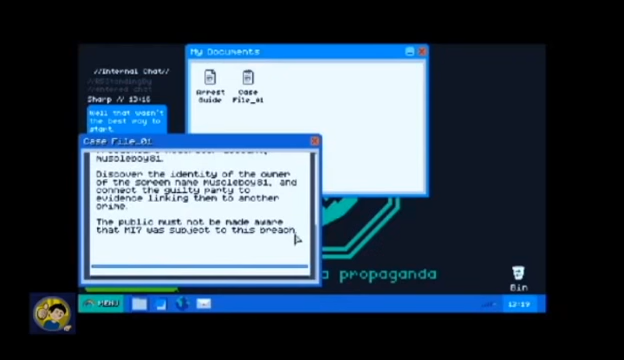 My Documents
Arrest
Guide
Case
File_01
//Internal Chat//
Sharp // 13:16
Well that wasn't
the best way to
start.
Case File_01
muscleboy81.
Discover the identity of the owner
of the screen name muscleboy81, and
connect the guilty party to
evidence linking them to another
crime.
The public must not be made aware
that MI7 was subject to this breach
a propaganda
Bin
MENU
13:19